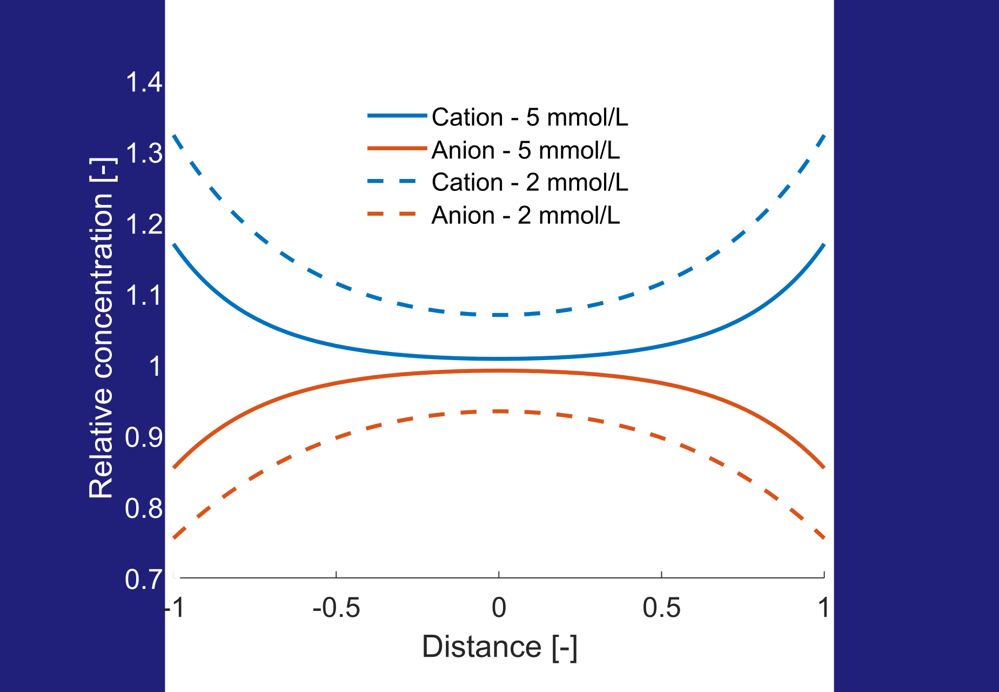 1.4
1.3
1.2
1.1
1
0.9
0.8
0.7
Relative concentration [-]
Cation - 5 mmol/L
Anion - 5 mmol/L
Cation - 2 mmol/L
Anion - 2 mmol/L
-1 -0.5 0 0.5 1
Distance [-]